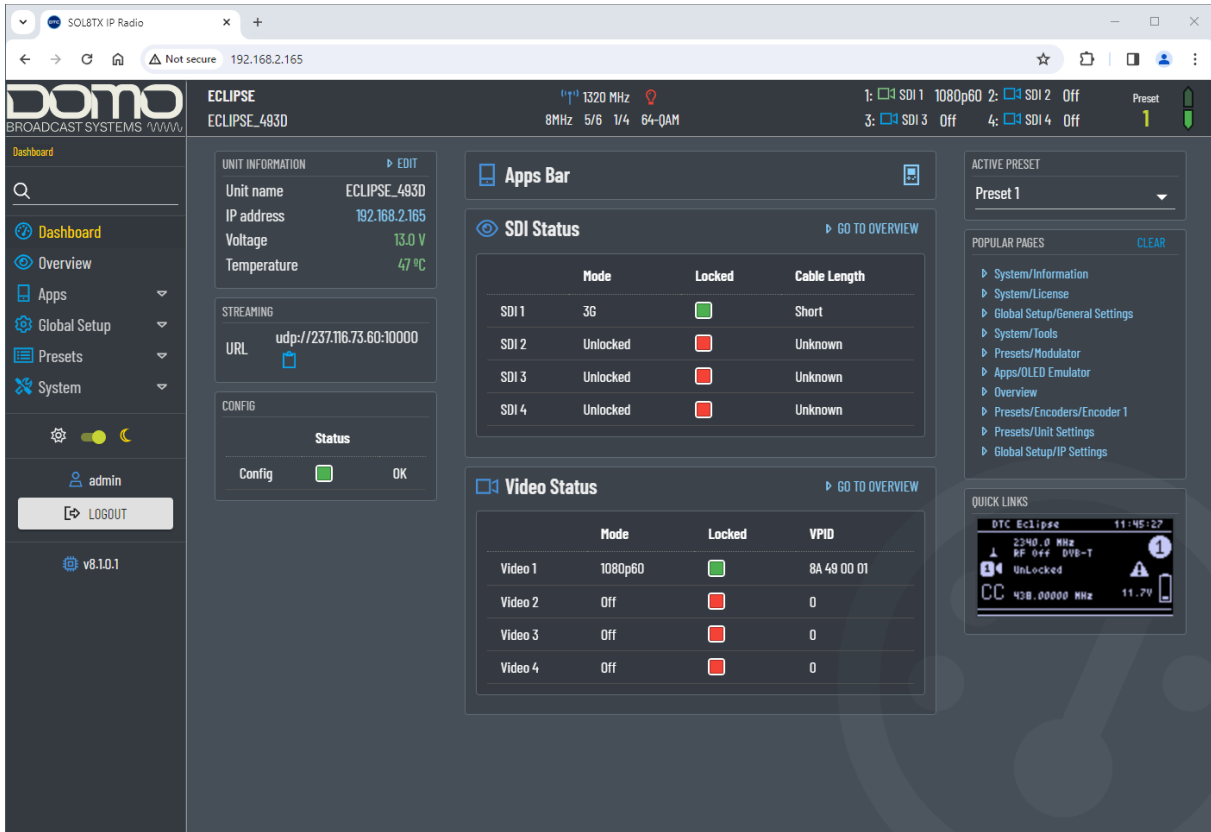 SOL8TX IP Radio
Not secure 192.168.2.165
DOMO
BROADCAST SYSTEMS
ECLIPSE
ECLIPSE_493D
1320 MHz
8MHz 5/6 1/4 64-QAM
1: SDI 1 1080p60 2: SDI 2 Off
3: SDI 3 Off 4: SDI 4 Off
Preset
1
Dashboard
Dashboard
Overview
Apps
Global Setup
Presets
System
admin
LOGOUT
v8.1.0.1
UNIT INFORMATION EDIT
Unit name ECLIPSE_493D
IP address 192.168.2.165
Voltage 13.0 V
Temperature 47 ºC
STREAMING
URL udp://237.116.73.60:10000
CONFIG
Status
Config OK
Apps Bar
SDI Status GO TO OVERVIEW
Mode Locked Cable Length
SDI 1 3G Short
SDI 2 Unlocked Unknown
SDI 3 Unlocked Unknown
SDI 4 Unlocked Unknown
Video Status GO TO OVERVIEW
Mode Locked VPID
Video 1 1080p60 8A 49 00 01
Video 2 Off 0
Video 3 Off 0
Video 4 Off 0
ACTIVE PRESET
Preset 1
POPULAR PAGES CLEAR
System/Information
System/License
Global Setup/General Settings
System/Tools
Presets/Modulator
Apps/OLED Emulator
Overview
Presets/Encoders/Encoder 1
Presets/Unit Settings
Global Setup/IP Settings
QUICK LINKS
DTC Eclipse 11:45:27
2340.0 MHz
RF Off DVB-T 1
1 UnLocked
CC 438.00000 MHz 11.7V